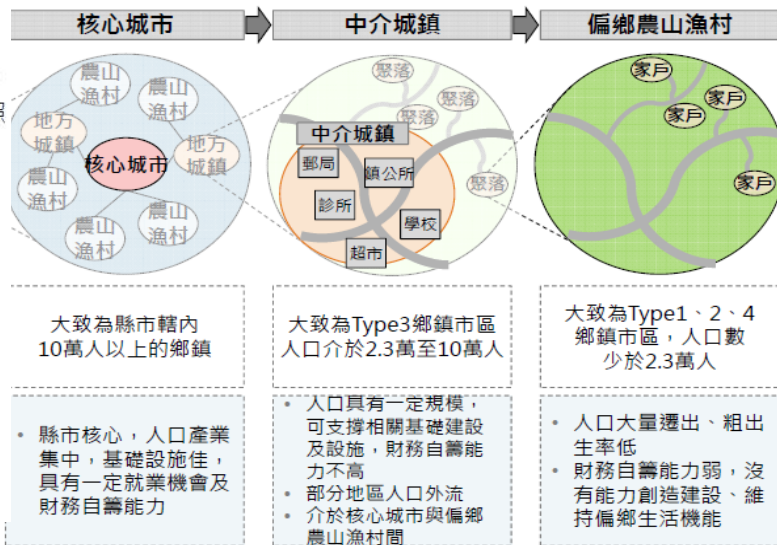 核心城市
中介城鎮
偏鄉農山漁村
農山
漁村
農山
漁村
地方
城鎮
地方
城鎮
核心城市
農山
漁村
農山
漁村
農山
漁村
聚落
聚落
聚落
聚落
中介城鎮
郵局
鎮公所
診所
學校
超市
家戶
家戶
家戶
家戶
大致為縣市轄內
10萬人以上的鄉鎮
大致為Type3鄉鎮市區
人口介於2.3萬至10萬人
大致為Type1、2、4
鄉鎮市區，人口數
少於2.3萬人
• 縣市核心，人口產業
集中，基礎設施佳，
具有一定就業機會及
財務自籌能力
• 人口具有一定規模，
可支撐相關基礎建設
及設施，財務自籌能
力不高
• 部分地區人口外流
• 介於核心城市與偏鄉
農山漁村間
• 人口大量遷出、粗出
生率低
• 財務自籌能力弱，沒
有能力創造建設、維
持偏鄉生活機能